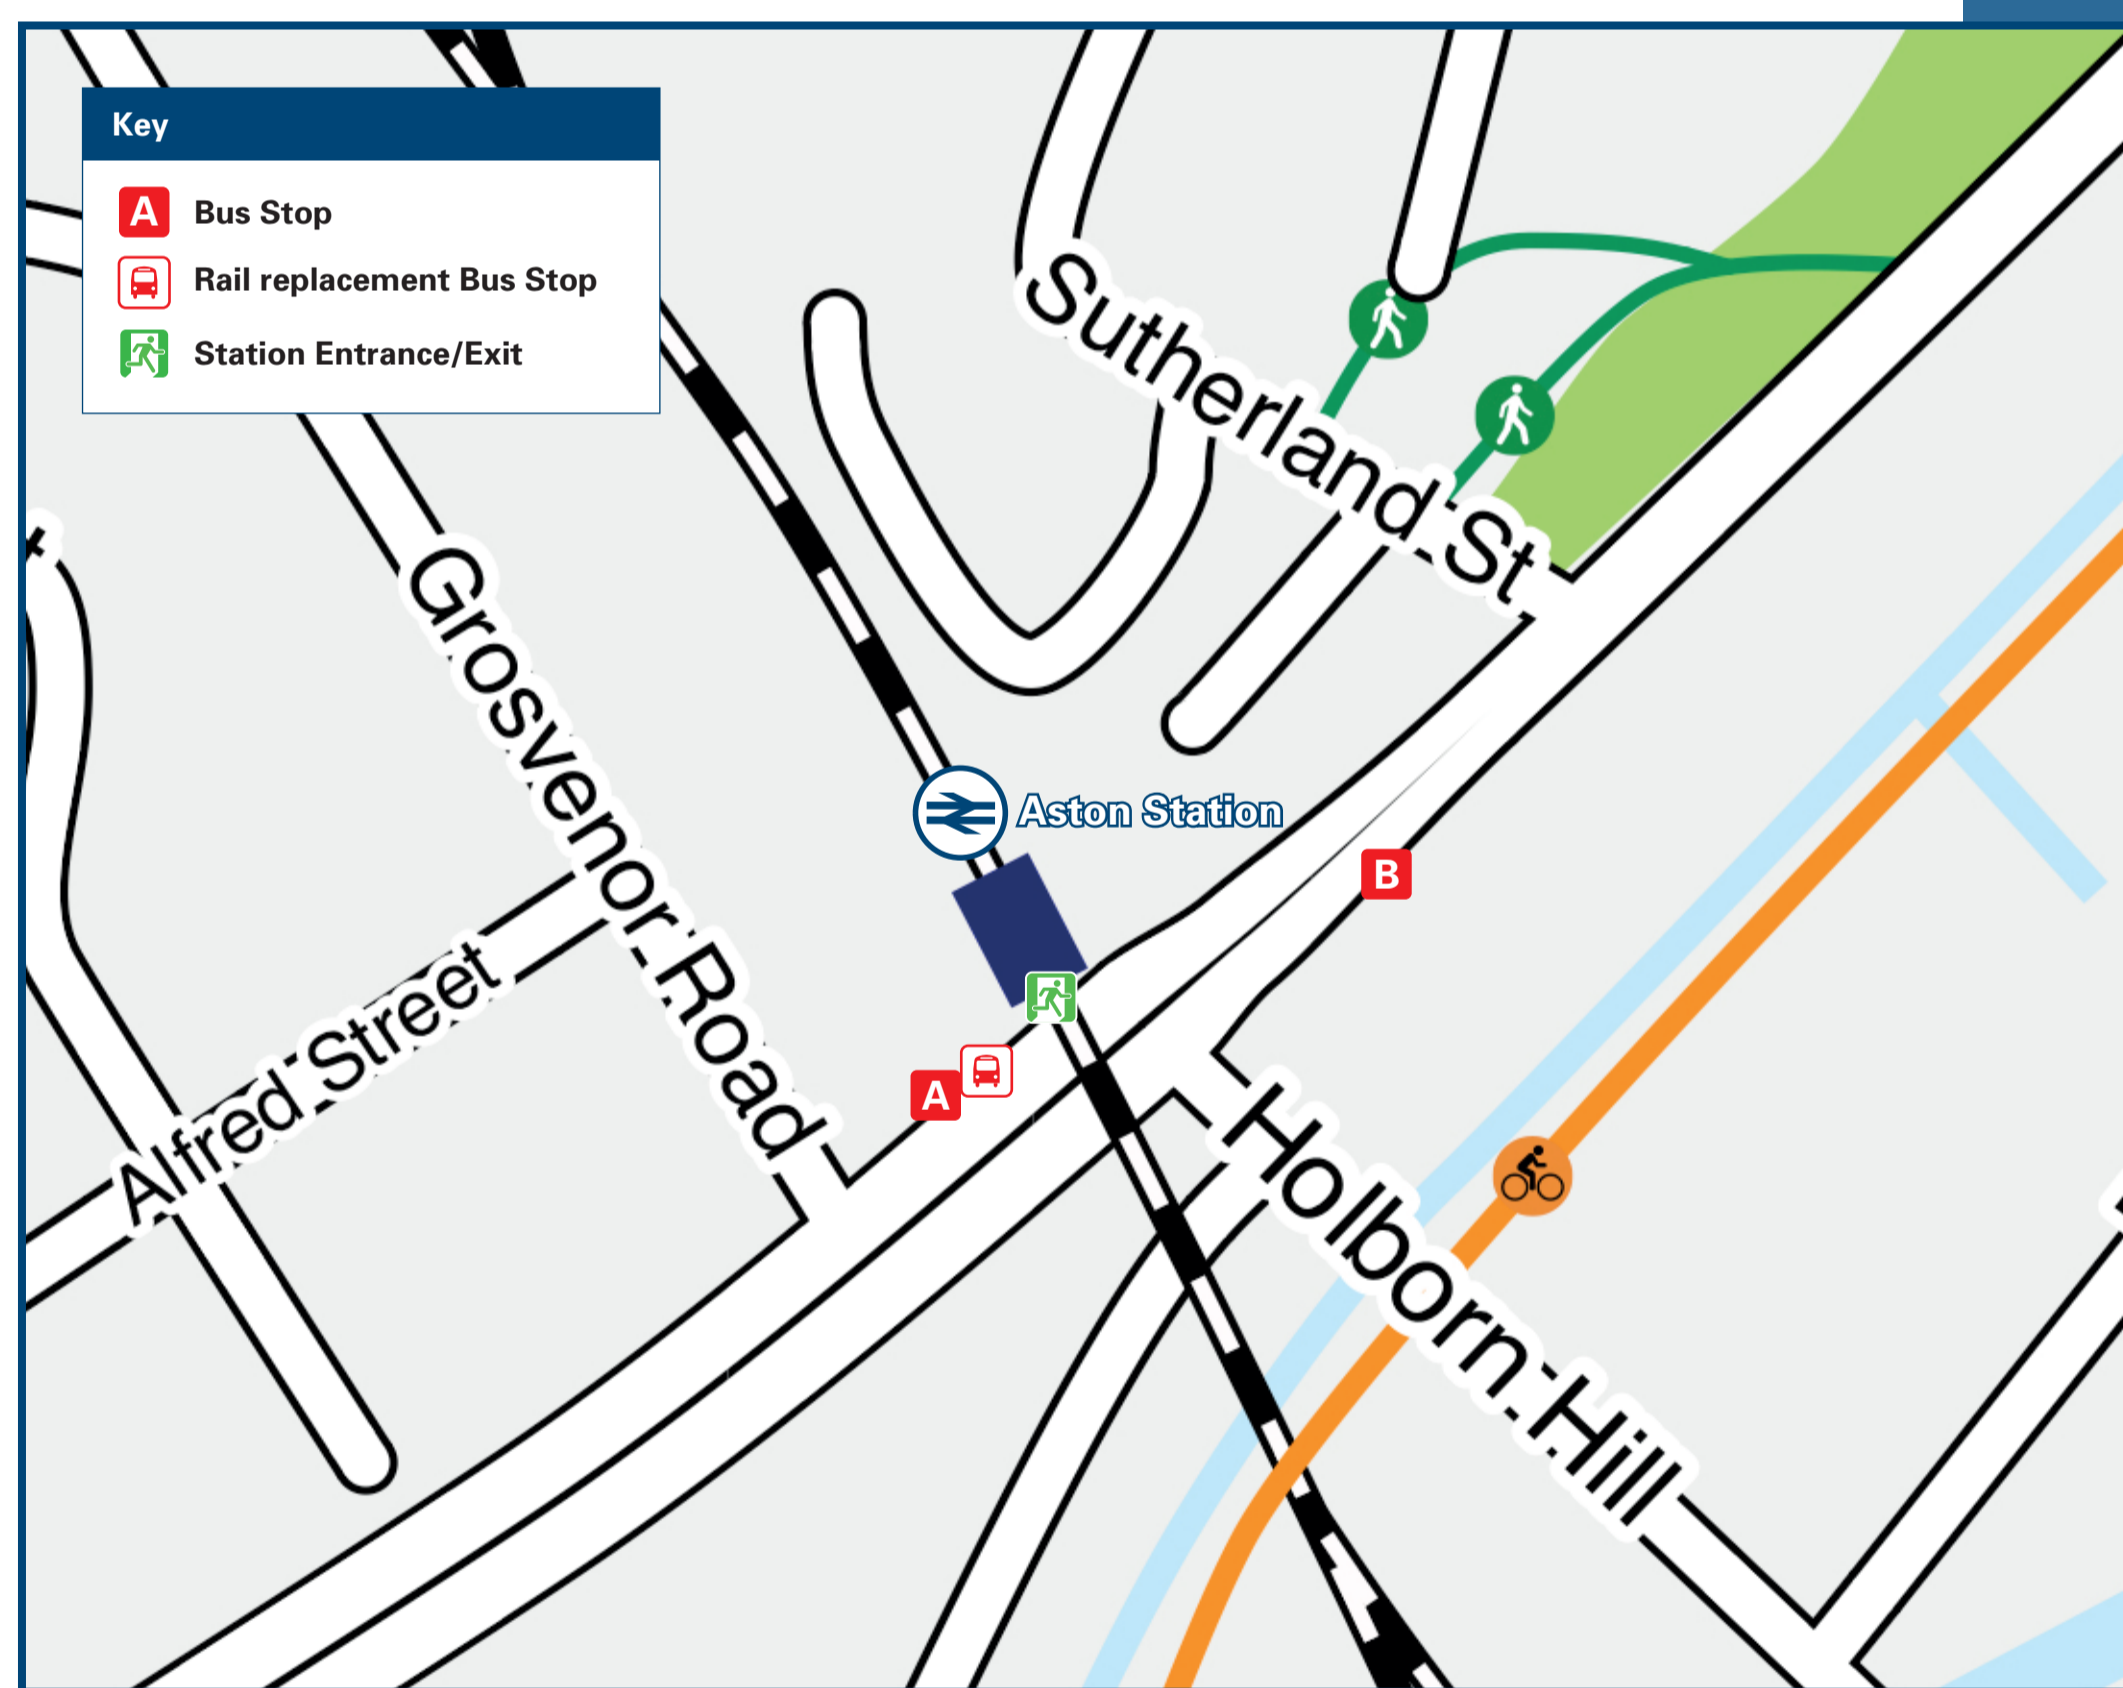 Key
A Bus Stop
Rail replacement Bus Stop
Station Entrance/Exit
Sutherland St
Grosvenor Road
Aston Station
B
Alfred Street
A
Holborn Hill